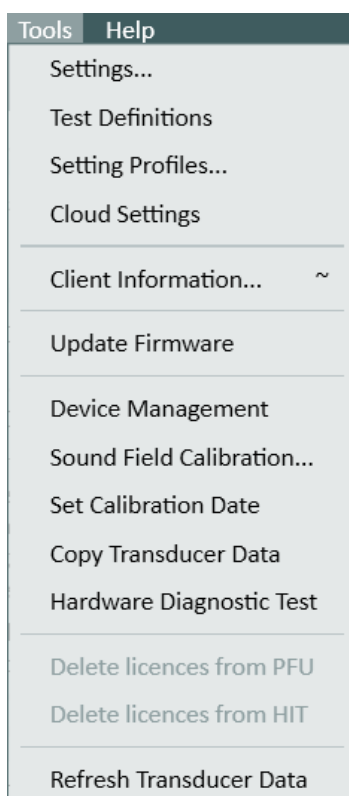 Tools Help
Settings...
Test Definitions
Setting Profiles...
Cloud Settings
Client Information... ~
Update Firmware
Device Management
Sound Field Calibration...
Set Calibration Date
Copy Transducer Data
Hardware Diagnostic Test
Delete licences from PFU
Delete licences from HIT
Refresh Transducer Data